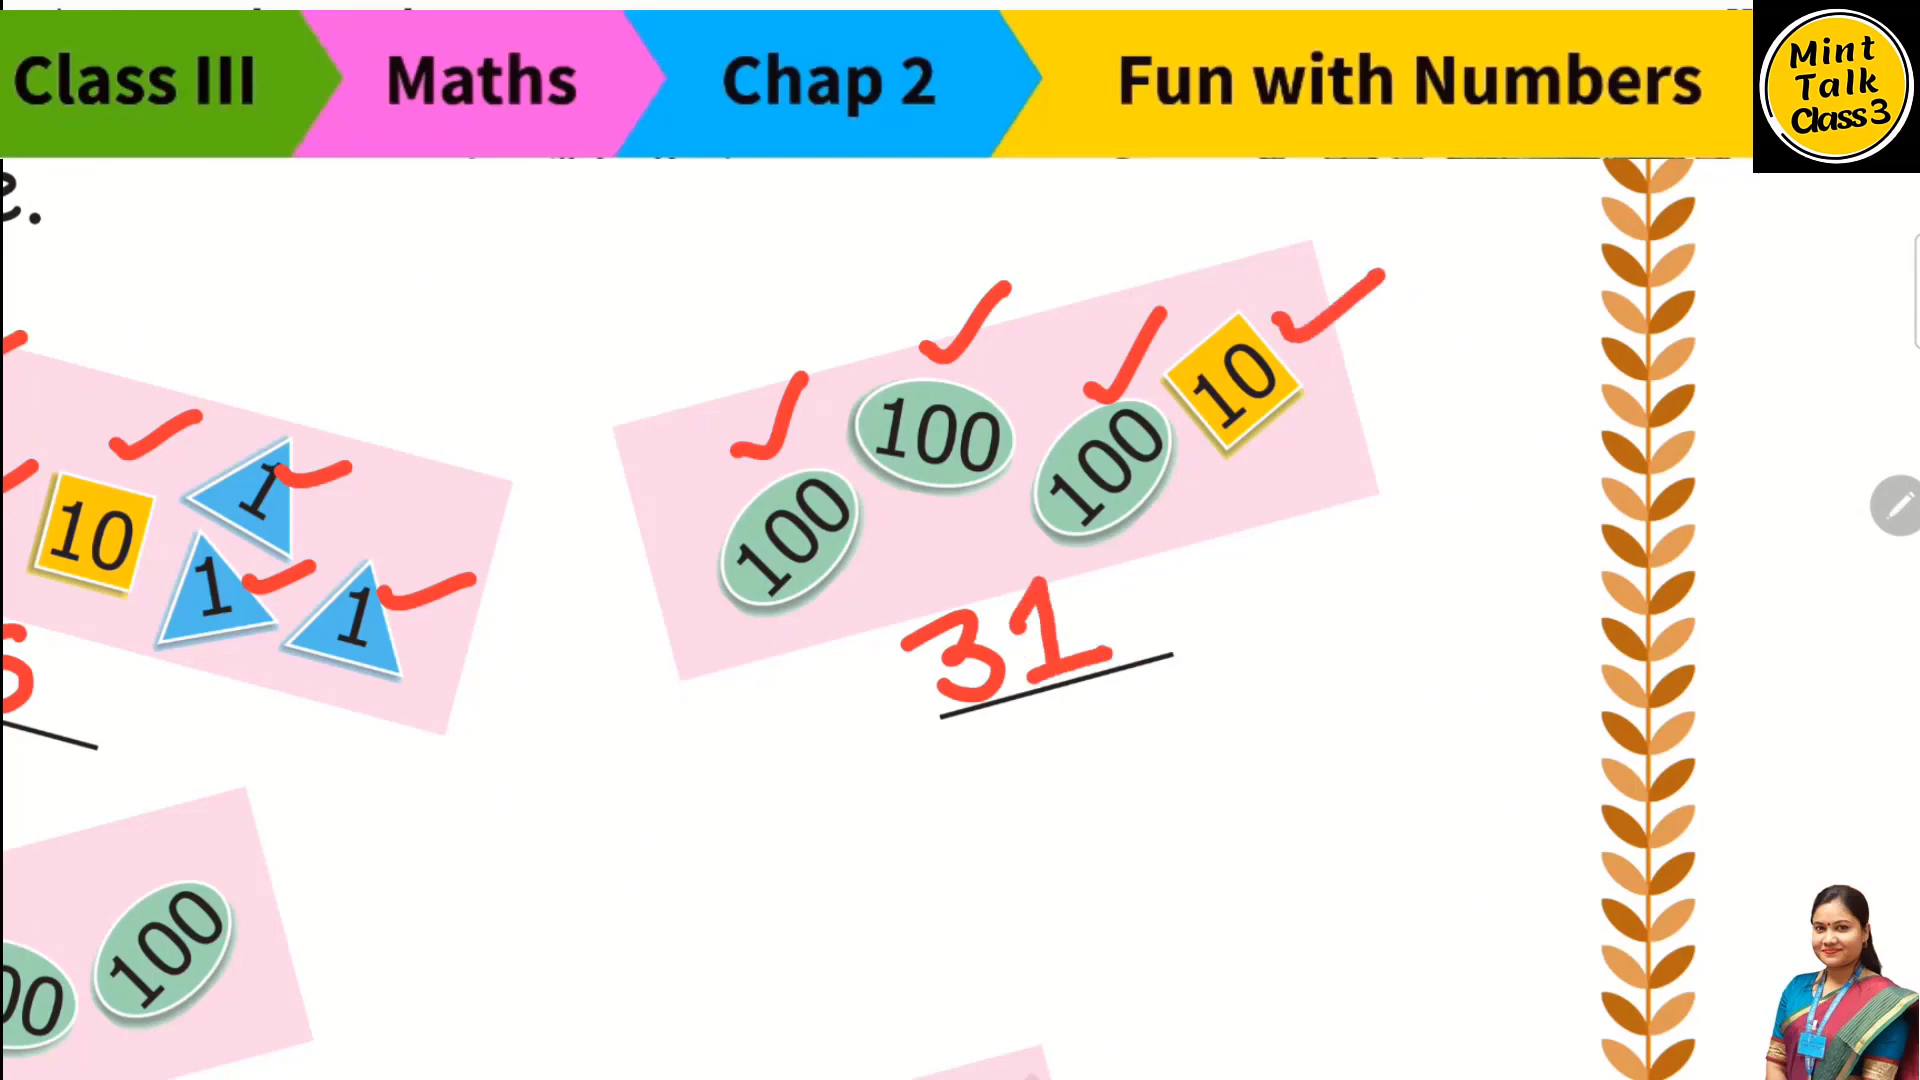 Class III Maths Chap 2 Fun with Numbers
Mint
Talk
Class 3
e.
10 1 1 1
100 100 100 10
31
100